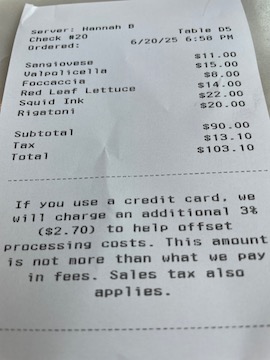 Server: Hannah B
Check #20 Table D5
Ordered: 6/20/25 6:58 PM
Sangiovese $11.00
Valpolicella $15.00
Foccaccia $8.00
Red Leaf Lettuce $14.00
Squid Ink $22.00
Rigatoni $20.00
Subtotal $90.00
Tax $13.10
Total $103.10
If you use a credit card, we
will charge an additional 3%
($2.70) to help offset
processing costs. This amount
is not more than what we pay
in fees. Sales tax also
applies.